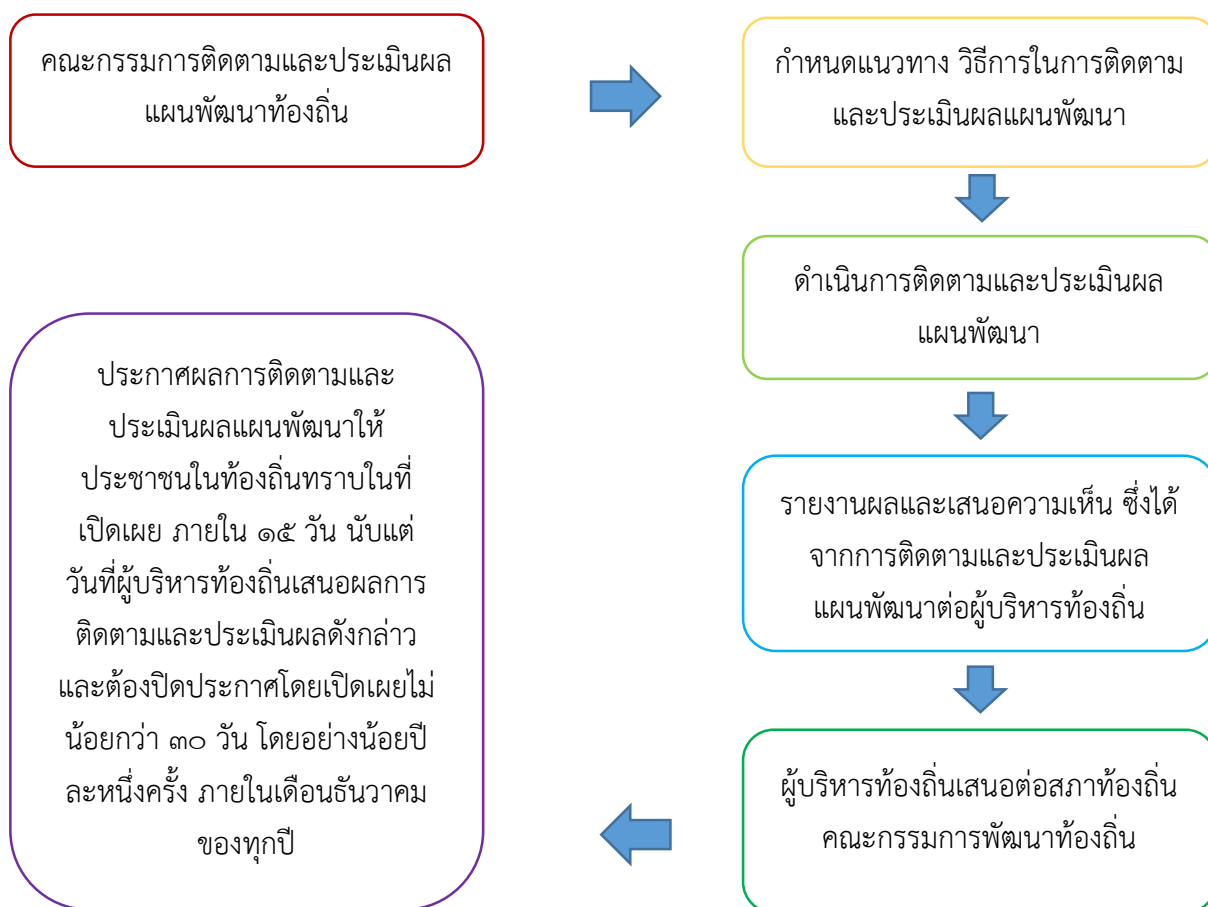 คณะกรรมการติดตามและประเมินผล
แผนพัฒนาท้องถิ่น
กำหนดแนวทาง วิธีการในการติดตาม
และประเมินผลแผนพัฒนา
ดำเนินการติดตามและประเมินผล
แผนพัฒนา
รายงานผลและเสนอความเห็น ซึ่งได้
จากการติดตามและประเมินผล
แผนพัฒนาต่อผู้บริหารท้องถิ่น
ผู้บริหารท้องถิ่นเสนอต่อสภาท้องถิ่น
คณะกรรมการพัฒนาท้องถิ่น
ประกาศผลการติดตามและ
ประเมินผลแผนพัฒนาให้
ประชาชนในท้องถิ่นทราบในที่
เปิดเผย ภายใน ๑๕ วัน นับแต่
วันที่ผู้บริหารท้องถิ่นเสนอผลการ
ติดตามและประเมินผลดังกล่าว
และต้องปิดประกาศโดยเปิดเผยไม่
น้อยกว่า ๓๐ วัน โดยอย่างน้อยปี
ละหนึ่งครั้ง ภายในเดือนธันวาคม
ของทุกปี